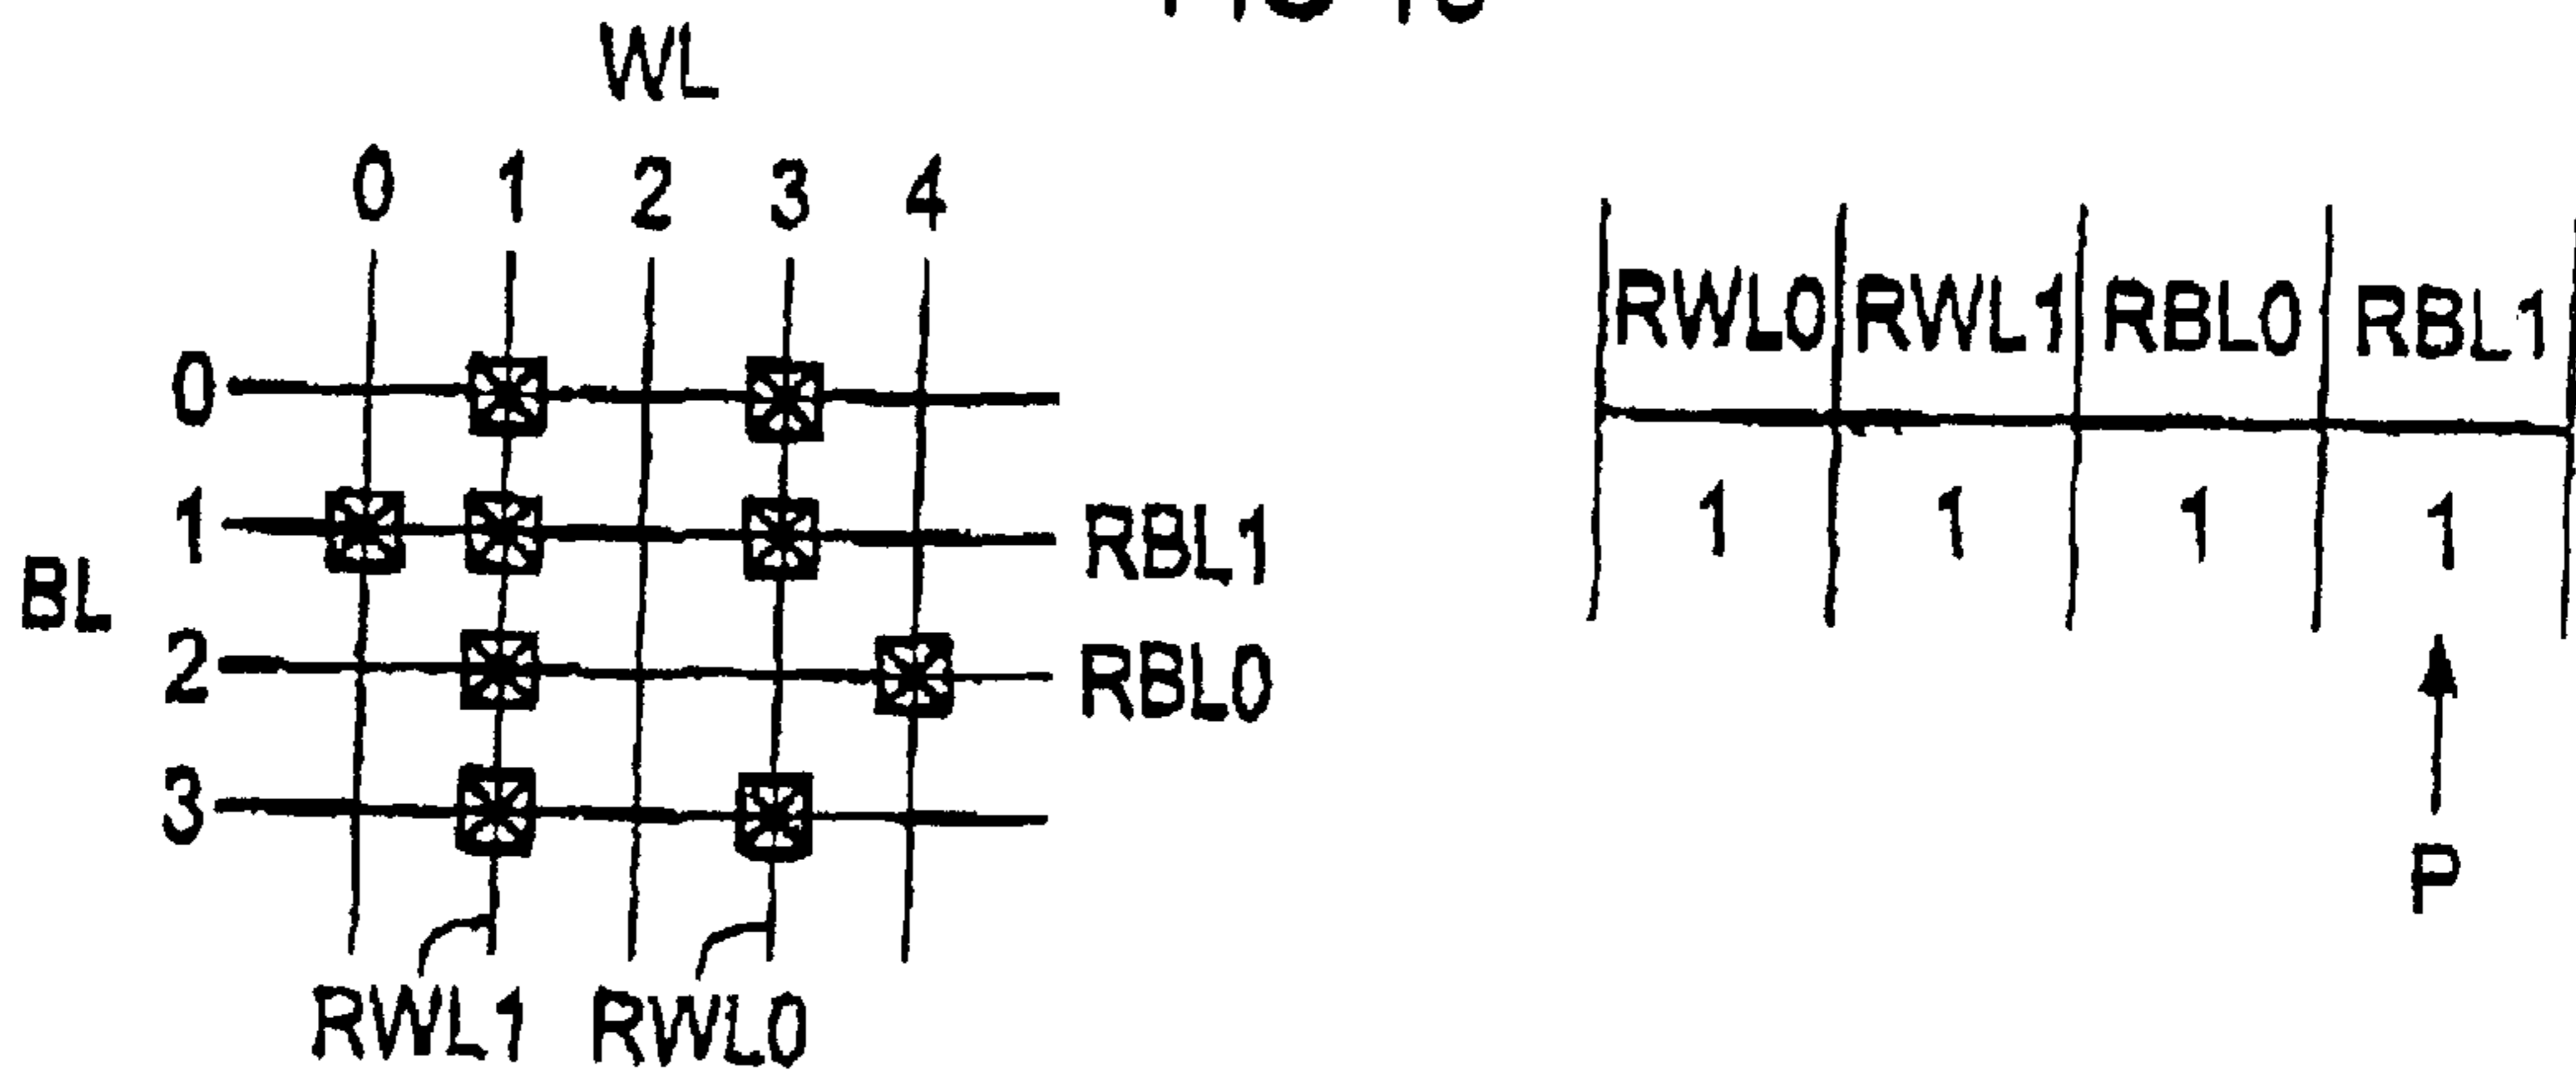 WL
0 1 2 3 4
0
1
BL
2
3
RBL1
RBL0
RWL1 RWL0
RWL0 RWL1 RBL0 RBL1
1 1 1 1
P